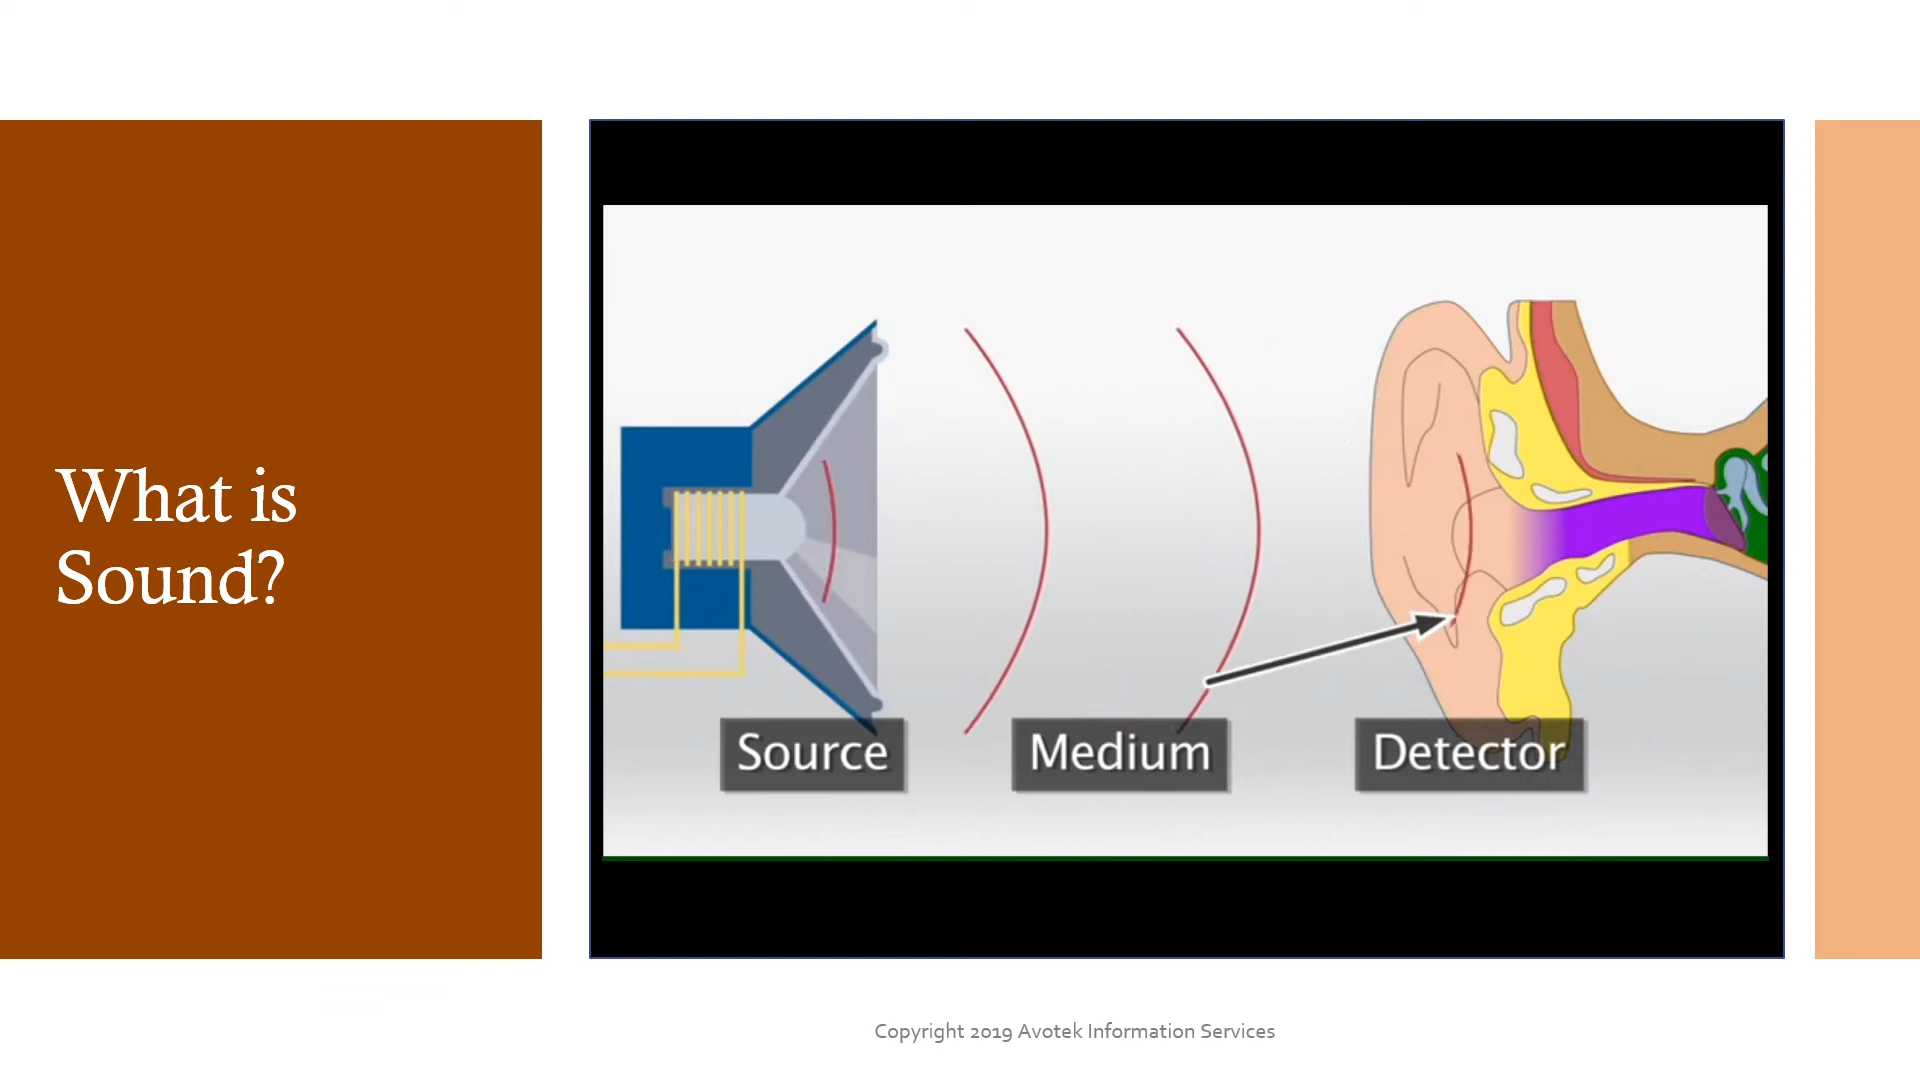 What is
Sound?
Source
Medium
Detector
Copyright 2019 Avotek Information Services